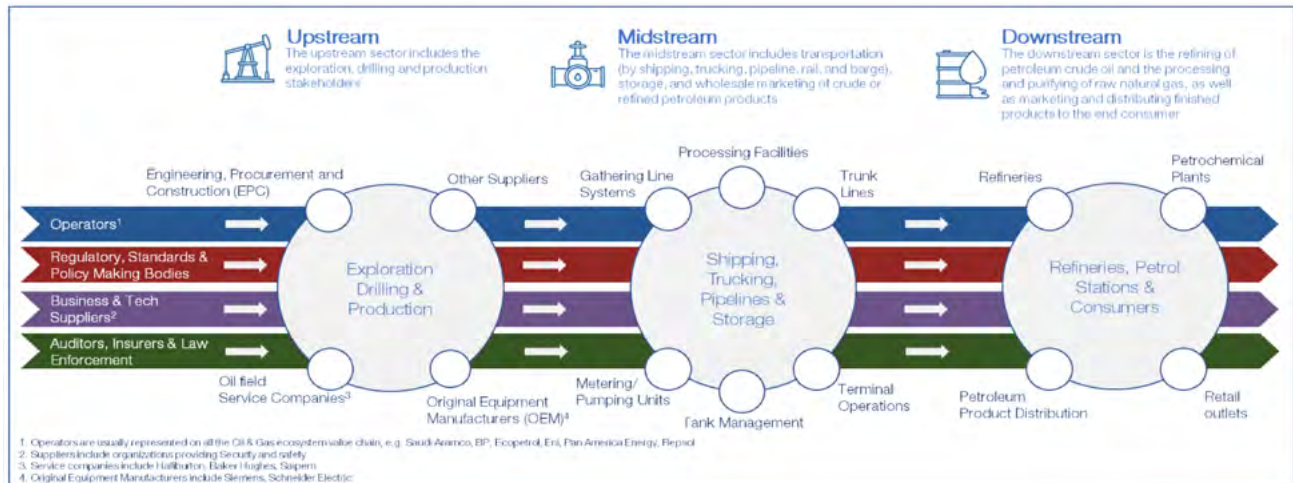 Upstream
The upstream sector includes the
exploration, drilling and production
stakeholders
Midstream
The midstream sector includes transportation
(by shipping, trucking, pipeline, rail, and barge),
storage, and wholesale marketing of crude or
refined petroleum products
Downstream
The downstream sector is the refining of
petroleum crude oil and the processing
and purifying of raw natural gas, as well
as marketing and distributing finished
products to the end consumer
Engineering, Procurement and
Construction (EPC)
Other Suppliers
Gathering Line
Systems
Processing Facilities
Trunk
Lines
Refineries
Petrochemical
Plants
Operators¹
Regulatory, Standards &
Policy Making Bodies
Business & Tech
Suppliers²
Auditors, Insurers & Law
Enforcement
Exploration
Drilling &
Production
Shipping,
Trucking,
Pipelines &
Storage
Refineries, Petrol
Stations &
Consumers
Oil field
Service Companies³
Original Equipment
Manufacturers (OEM)⁴
Metering/
Pumping Units
Tank Management
Terminal
Operations
Petroleum
Product Distribution
Retail
outlets
1. Operators are usually represented on all the Oil & Gas ecosystem value chain, e.g. Saudi Aramco, BP, Ecopetrol, Eni, Pan America Energy, Repsol
2. Suppliers include organizations providing Security and safety
3. Service companies include Halliburton, Baker Hughes, Saipem
4. Original Equipment Manufacturers include Siemens, Schneider Electric